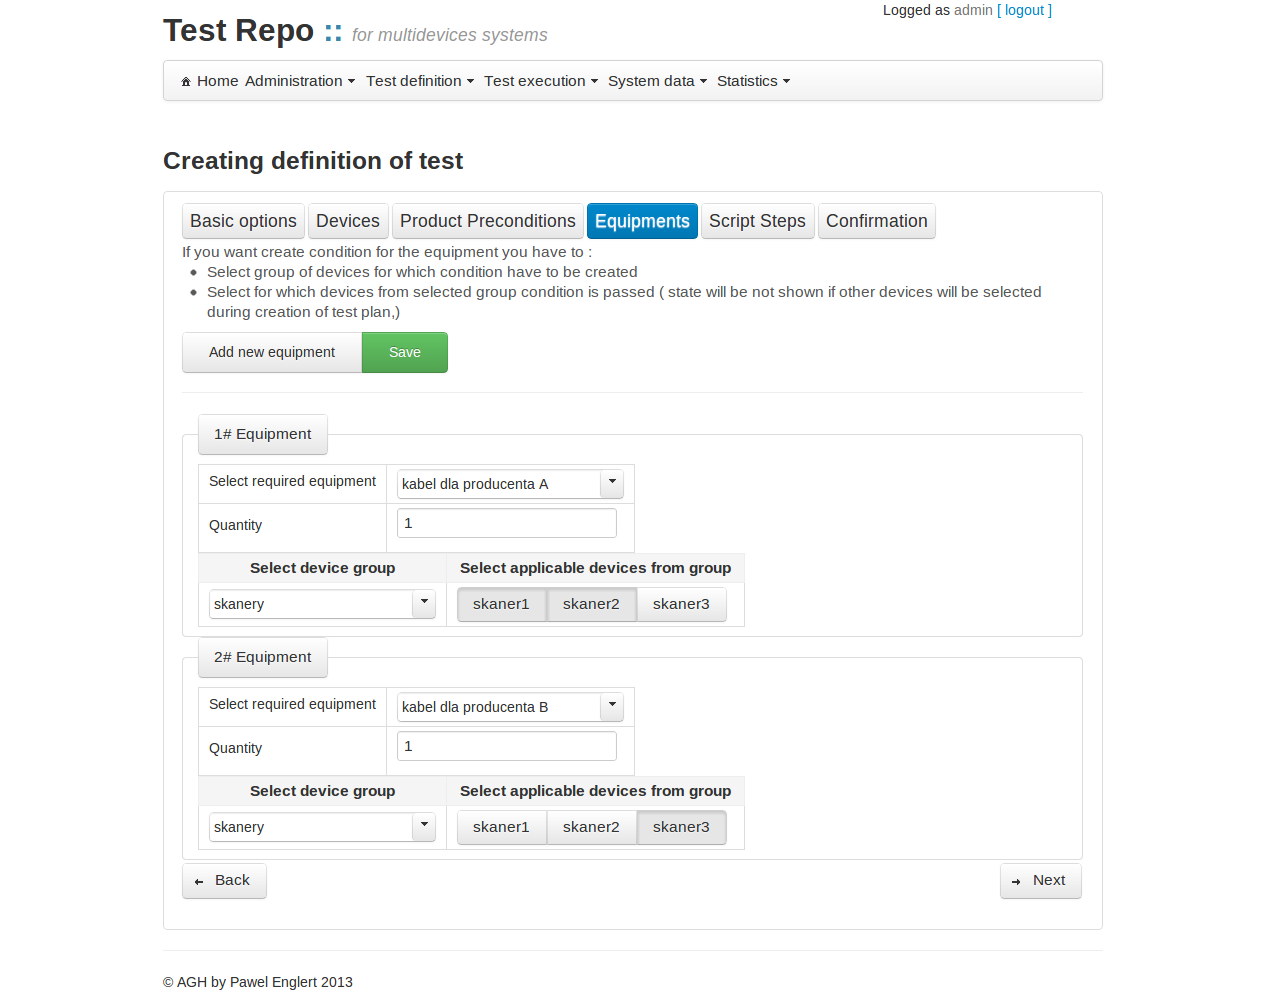 Logged as admin [ logout ]
Test Repo :: for multidevices systems
Home Administration Test definition Test execution System data Statistics
Creating definition of test
Basic options Devices Product Preconditions Equipments Script Steps Confirmation
If you want create condition for the equipment you have to :
Select group of devices for which condition have to be created
Select for which devices from selected group condition is passed ( state will be not shown if other devices will be selected
during creation of test plan,)
Add new equipment Save
1# Equipment
Select required equipment kabel dla producenta A
Quantity 1
Select device group Select applicable devices from group
skanery skaner1 skaner2 skaner3
2# Equipment
Select required equipment kabel dla producenta B
Quantity 1
Select device group Select applicable devices from group
skanery skaner1 skaner2 skaner3
Back Next
© AGH by Pawel Englert 2013